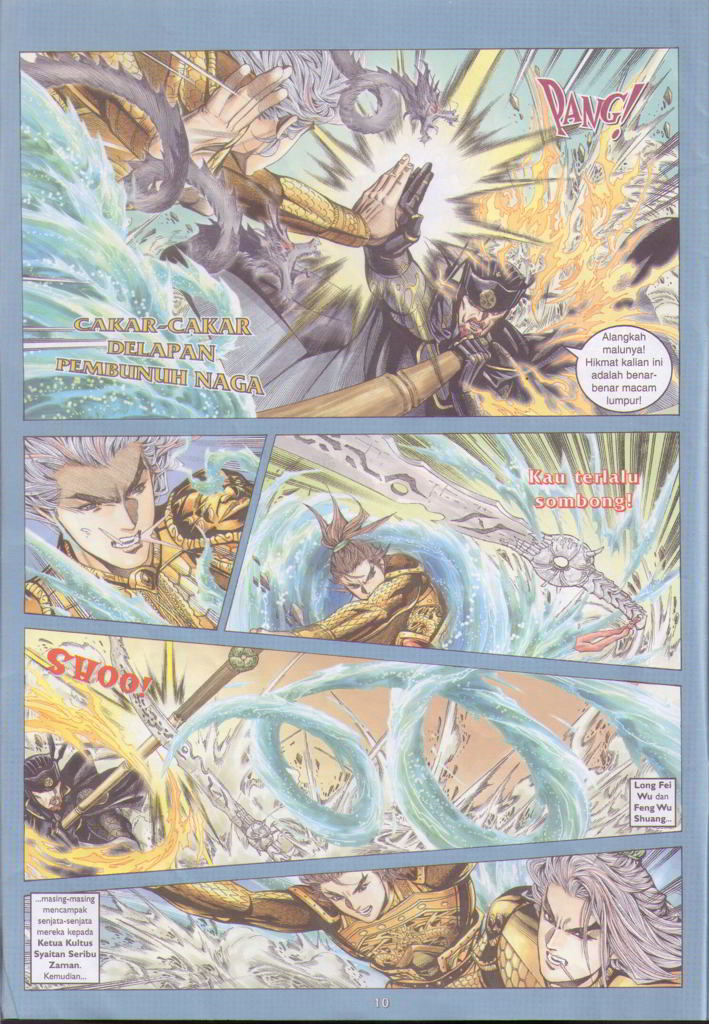 PANG!
CAKAR-CAKAR
DELAPAN
PEMBUNUH NAGA
Alangkah
malunya!
Hikmat kalian ini
adalah benar-
benar macam
lumpur!
Kau terlalu
sombong!
SHOO!
Long Fei
Wu dan
Feng Wu
Shuang...
...masing-masing
mencampak
senjata-senjata
mereka kepada
Ketua Kultus
Syaitan Seribu
Zaman.
Kemudian...
10